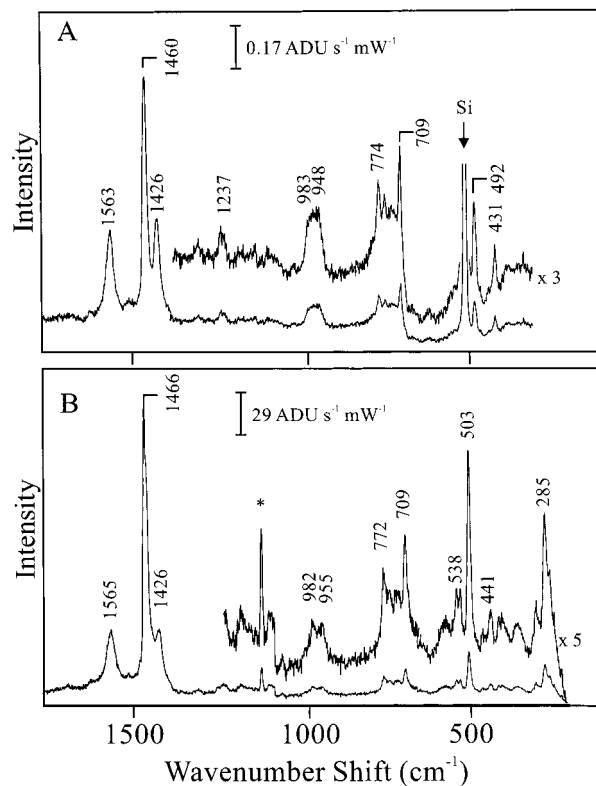 A
0.17 ADU s⁻¹ mW⁻¹
1563
1460
1426
1237
983
948
774
709
Si
492
431
x 3
Intensity
B
29 ADU s⁻¹ mW⁻¹
1565
1466
1426
*
982
955
772
709
538
503
441
285
x 5
Intensity
1500
1000
500
Wavenumber Shift (cm⁻¹)